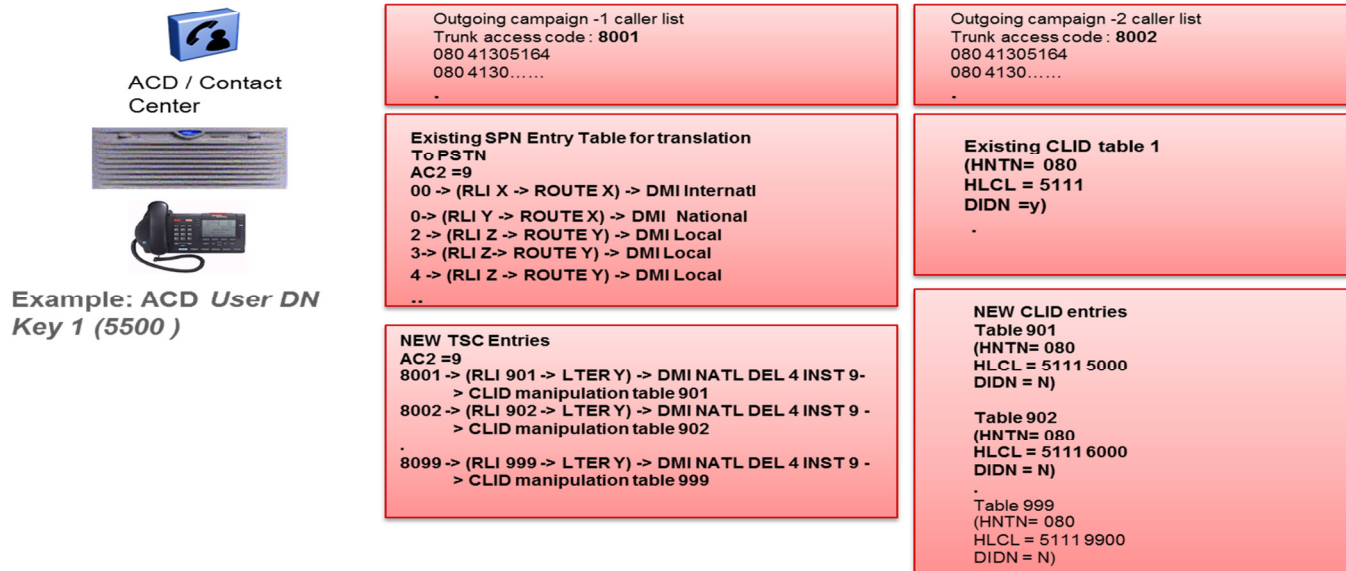 ACD / Contact
Center
Example: ACD User DN
Key 1 (5500 )
Outgoing campaign -1 caller list
Trunk access code : 8001
080 41305164
080 4130......
.
Outgoing campaign -2 caller list
Trunk access code : 8002
080 41305164
080 4130......
.
Existing SPN Entry Table for translation
To PSTN
AC2 =9
00 -> (RLI X -> ROUTE X) -> DMI Internatl
0-> (RLI Y -> ROUTE X) -> DMI National
2 -> (RLI Z -> ROUTE Y) -> DMI Local
3-> (RLI Z-> ROUTE Y) -> DMI Local
4 -> (RLI Z -> ROUTE Y) -> DMI Local
..
Existing CLID table 1
(HNTN= 080
HLCL = 5111
DIDN =y)
.
NEW TSC Entries
AC2 =9
8001 -> (RLI 901 -> LTER Y) -> DMI NATL DEL 4 INST 9-
> CLID manipulation table 901
8002 -> (RLI 902 -> LTER Y) -> DMI NATL DEL 4 INST 9 -
> CLID manipulation table 902
.
8099 -> (RLI 999 -> LTER Y) -> DMI NATL DEL 4 INST 9 -
> CLID manipulation table 999
NEW CLID entries
Table 901
(HNTN= 080
HLCL = 5111 5000
DIDN = N)
Table 902
(HNTN= 080
HLCL = 5111 6000
DIDN = N)
.
Table 999
(HNTN= 080
HLCL = 5111 9900
DIDN = N)